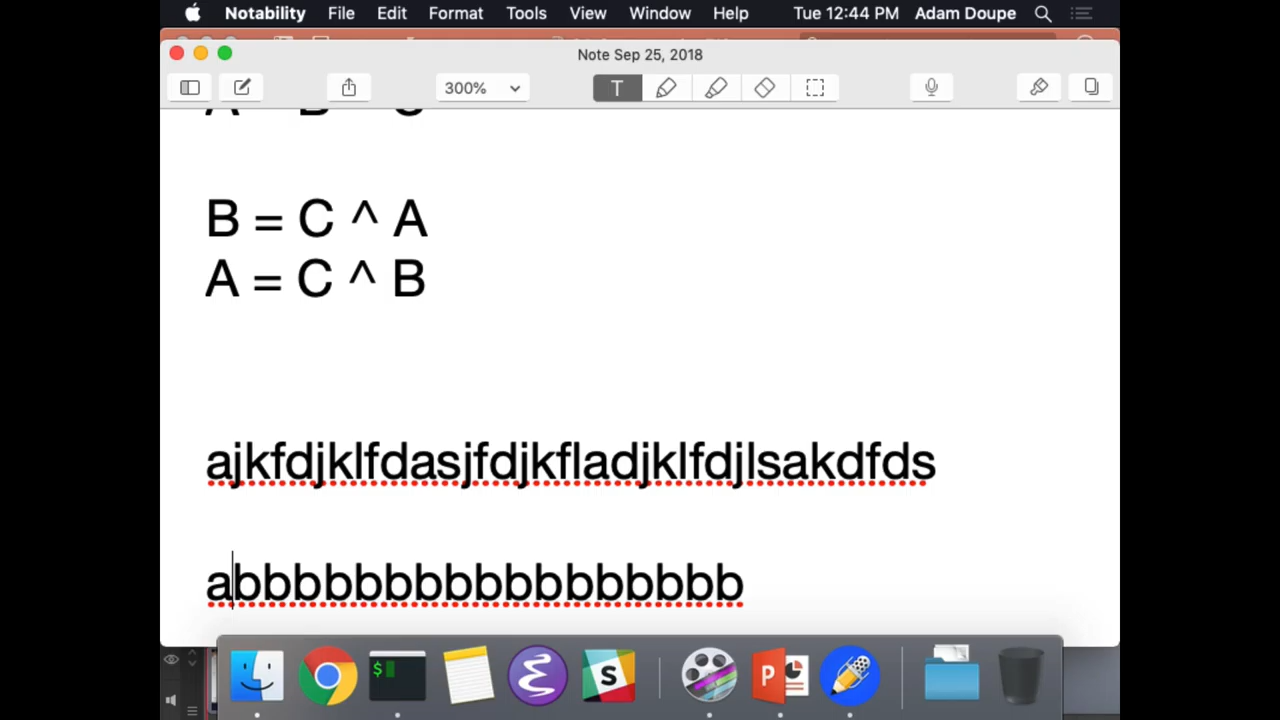 Notability File Edit Format Tools View Window Help Tue 12:44 PM Adam Doupe
Note Sep 25, 2018
300% T
B = C ^ A
A = C ^ B
ajkfdjklfdasjfdjkfladjklfdjlsakdfds
abbbbbbbbbbbbbbbbb
$ S P